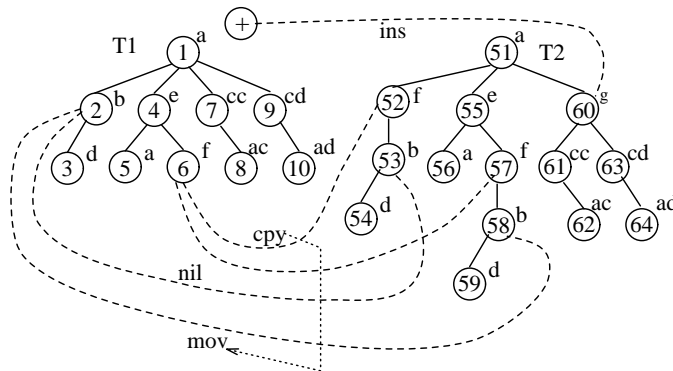 + ins
T1 1 a 51 a T2
2 b 4 e 7 cc 9 cd 52 f 55 e 60 g
3 d 5 a 6 f 8 ac 10 ad 53 b 56 a 57 f 61 cc 63 cd
54 d 58 b 62 ac 64 ad
cpy
nil 59 d
mov